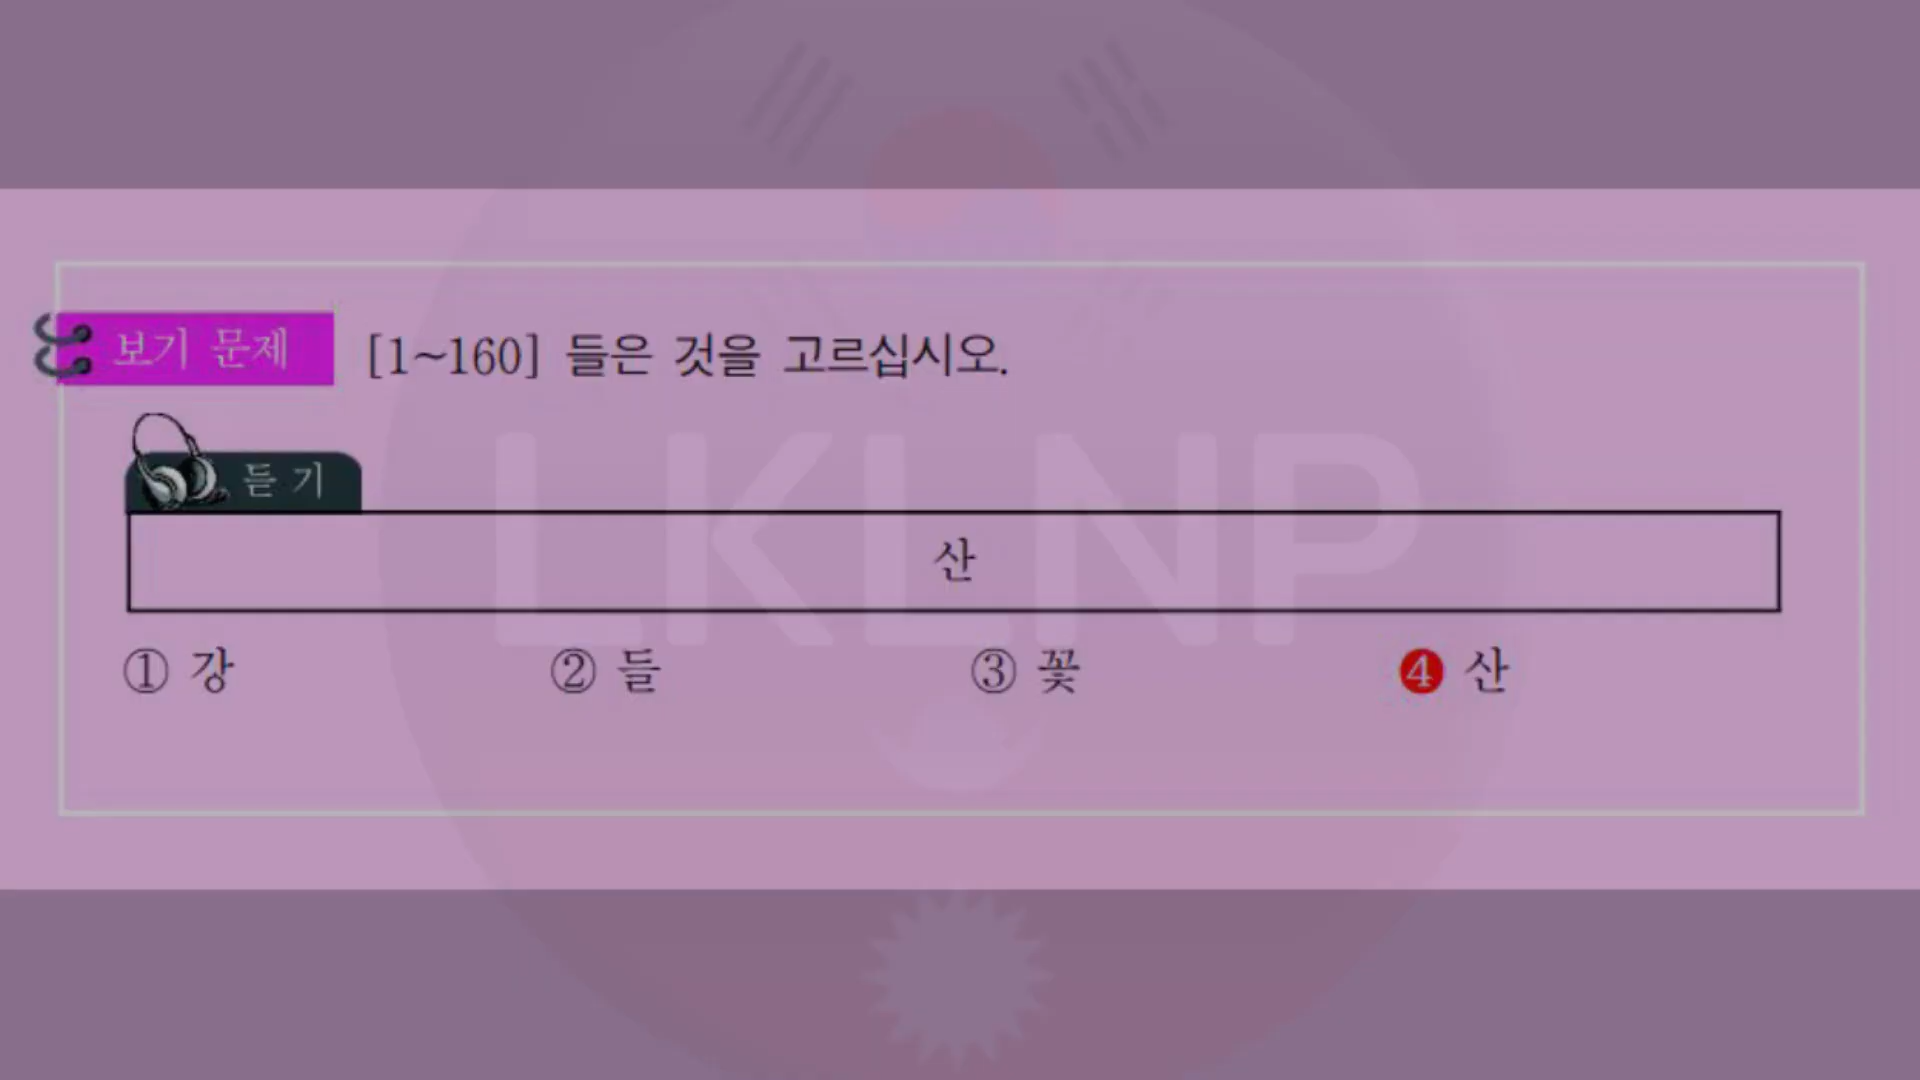 보기 문제 [1~160] 들은 것을 고르십시오.
듣기
산
① 강 ② 들 ③ 꽃 ❹ 산
LKLNP